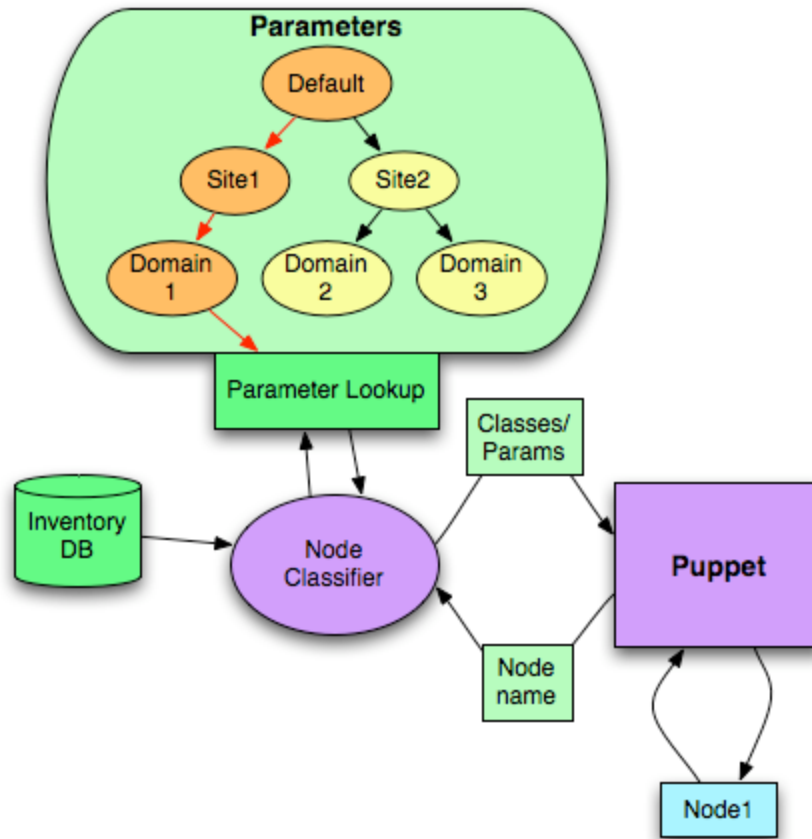 Parameters
Default
Site1
Site2
Domain
1
Domain
2
Domain
3
Parameter Lookup
Classes/
Params
Inventory
DB
Node
Classifier
Puppet
Node
name
Node1